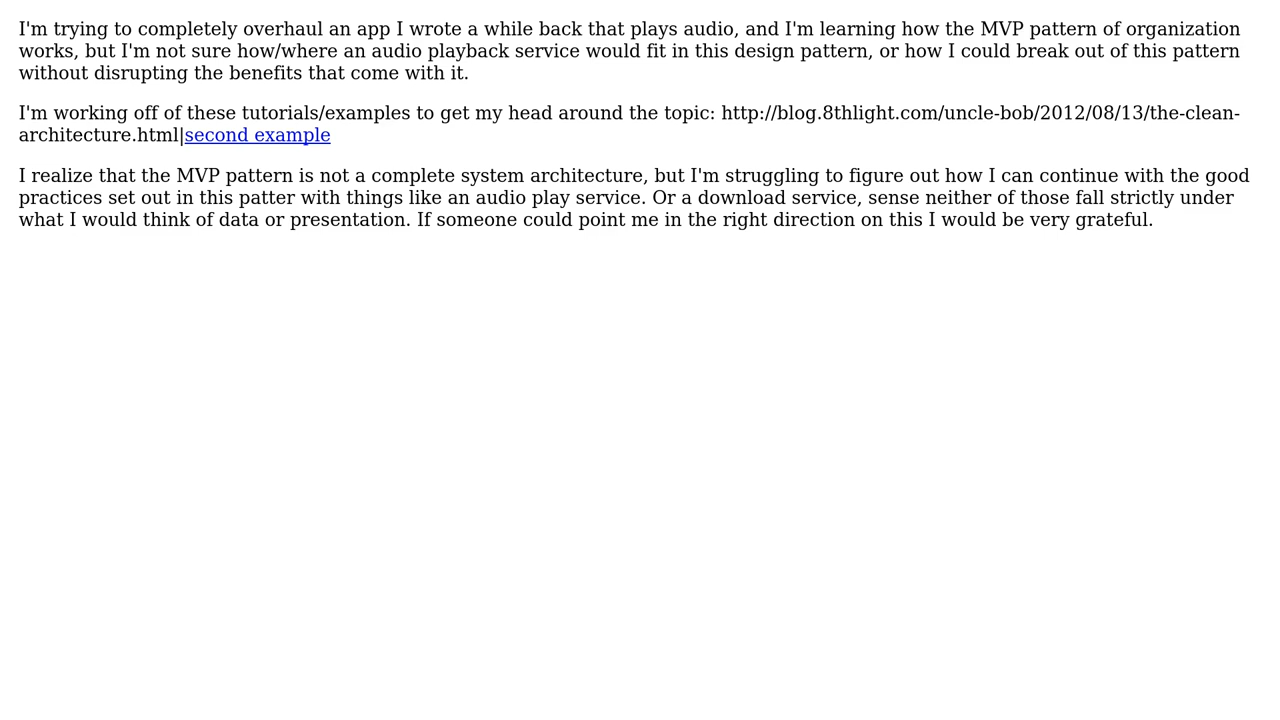 I'm trying to completely overhaul an app I wrote a while back that plays audio, and I'm learning how the MVP pattern of organization
works, but I'm not sure how/where an audio playback service would fit in this design pattern, or how I could break out of this pattern
without disrupting the benefits that come with it.
I'm working off of these tutorials/examples to get my head around the topic: http://blog.8thlight.com/uncle-bob/2012/08/13/the-clean-
architecture.html|second example
I realize that the MVP pattern is not a complete system architecture, but I'm struggling to figure out how I can continue with the good
practices set out in this patter with things like an audio play service. Or a download service, sense neither of those fall strictly under
what I would think of data or presentation. If someone could point me in the right direction on this I would be very grateful.